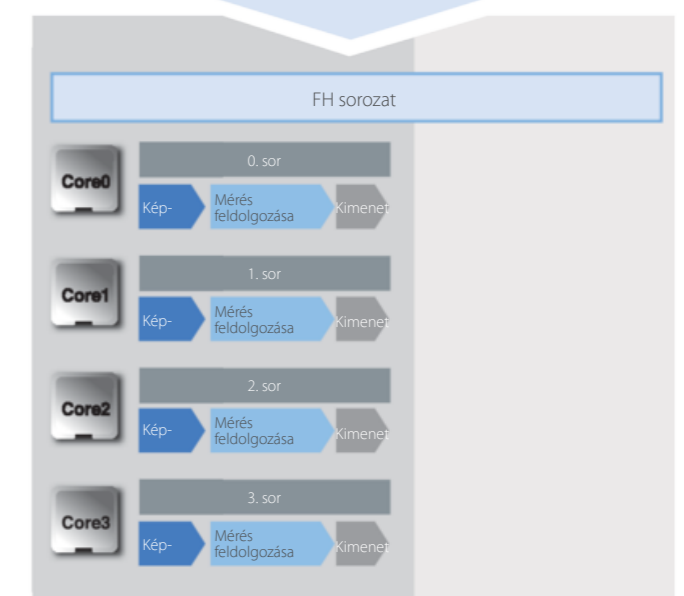 FH sorozat
Core0
0. sor
Kép-
Mérés
feldolgozása
Kimenet
Core1
1. sor
Kép-
Mérés
feldolgozása
Kimenet
Core2
2. sor
Kép-
Mérés
feldolgozása
Kimenet
Core3
3. sor
Kép-
Mérés
feldolgozása
Kimenet